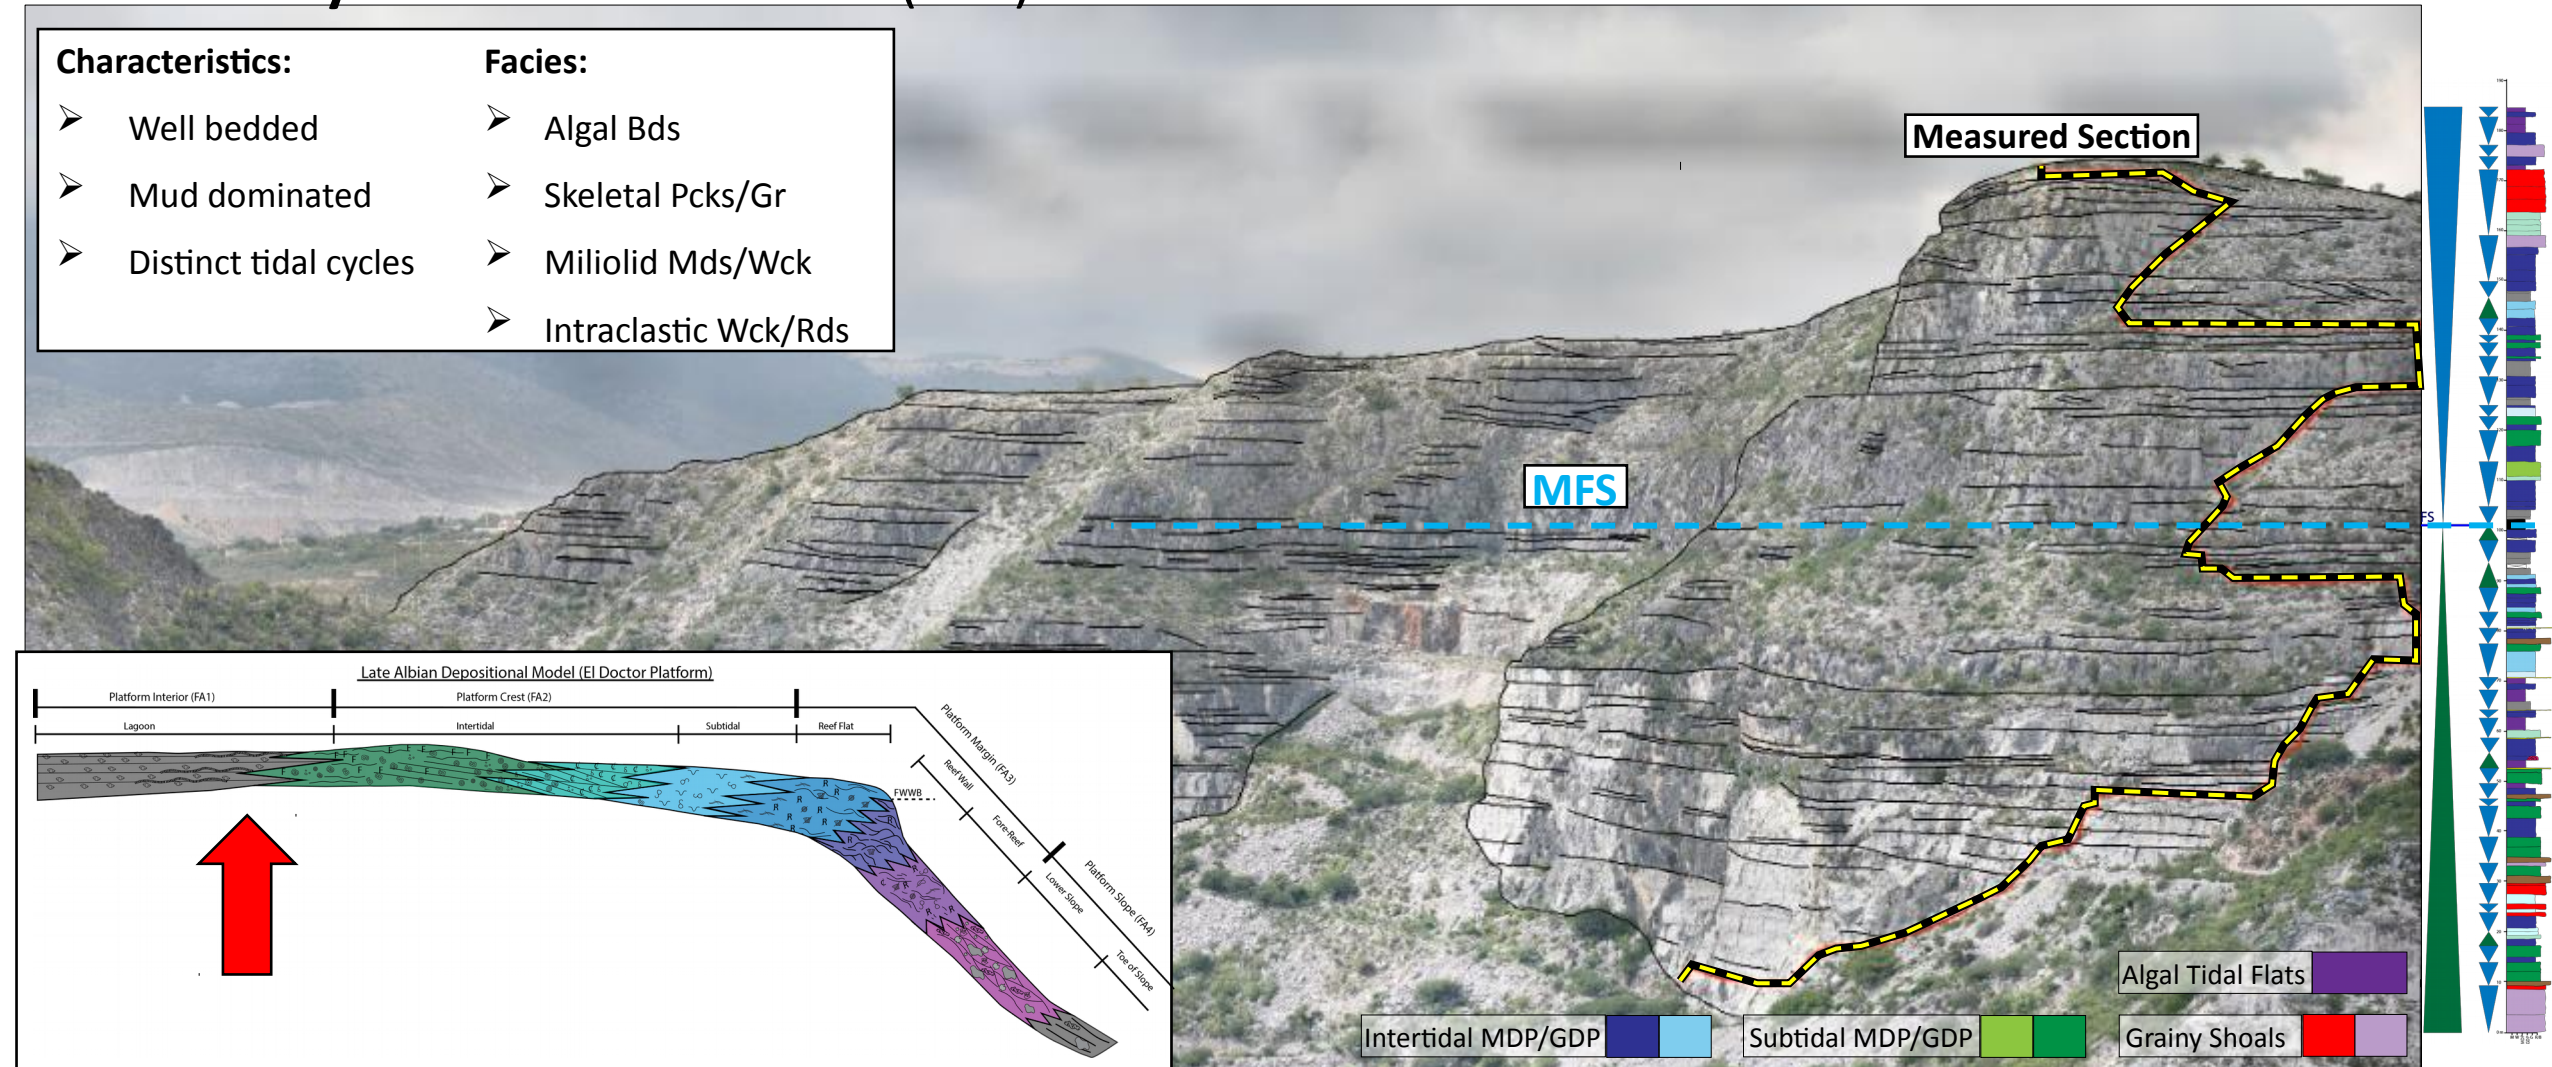 Characteristics:
Well bedded
Mud dominated
Distinct tidal cycles
Facies:
Algal Bds
Skeletal Pcks/Gr
Miliolid Mds/Wck
Intraclastic Wck/Rds
Measured Section
MFS
FS
Late Albian Depositional Model (El Doctor Platform)
Platform Interior (FA1)
Platform Crest (FA2)
Lagoon
Intertidal
Subtidal
Reef Flat
Platform Margin (FA3)
Reef Wall
Fore-Reef
FWWB
Lower Slope
Platform Slope (FA4)
Toe of Slope
Algal Tidal Flats
Intertidal MDP/GDP
Subtidal MDP/GDP
Grainy Shoals